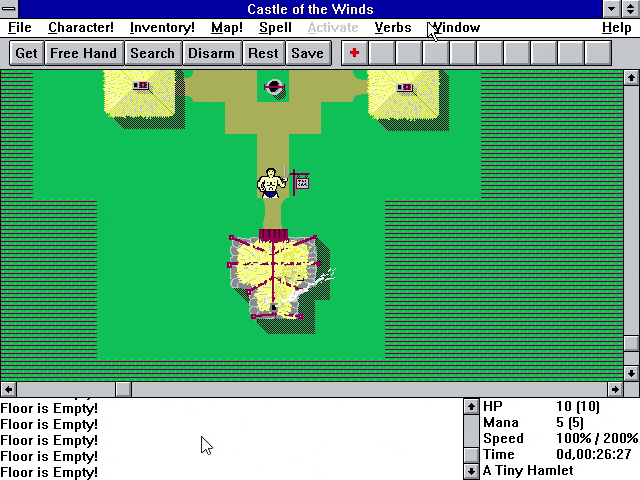 Castle of the Winds
File Character! Inventory! Map! Spell Activate Verbs Window Help
Get Free Hand Search Disarm Rest Save
Floor is Empty!
Floor is Empty!
Floor is Empty!
Floor is Empty!
Floor is Empty!
HP 10 (10)
Mana 5 (5)
Speed 100% / 200%
Time 0d,00:26:27
A Tiny Hamlet